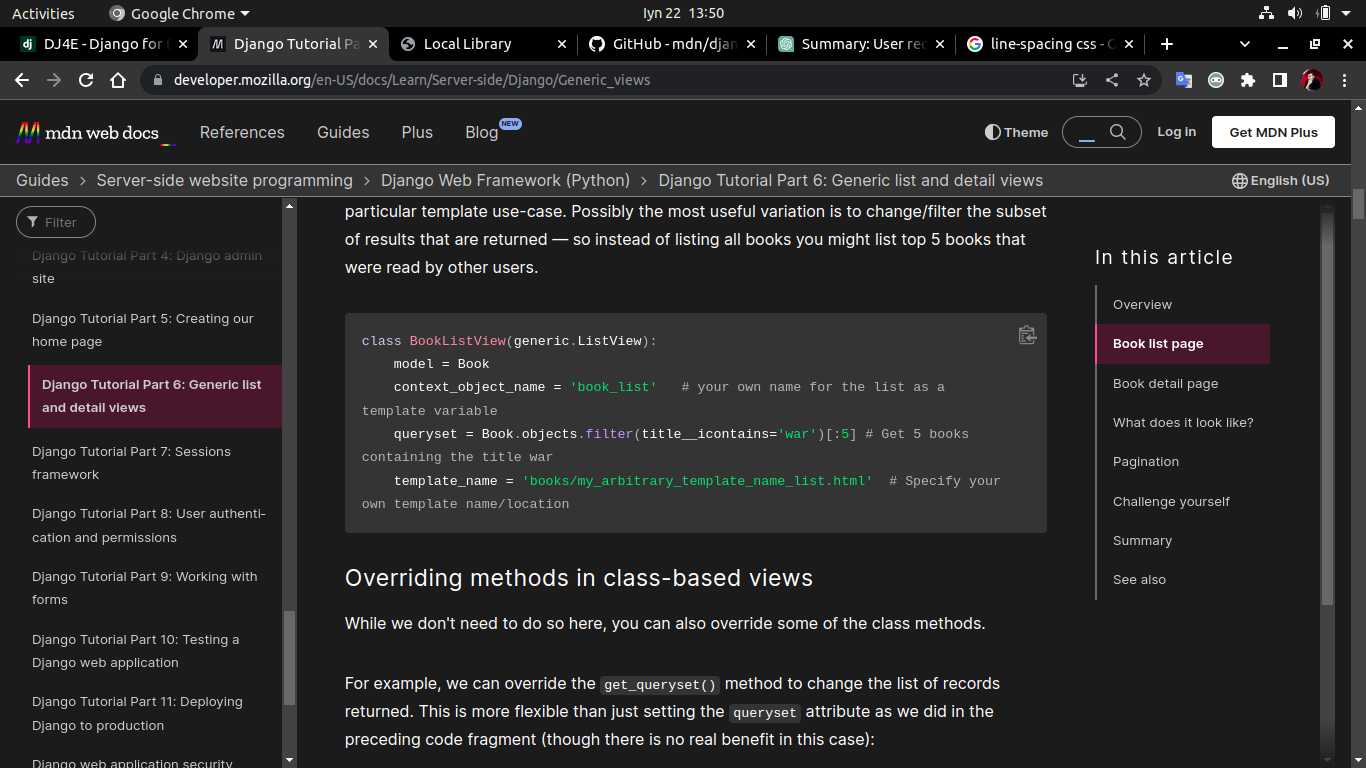 Activities
Google Chrome
Iyn 22 13:50
DJ4E - Django for E
Django Tutorial Pa
Local Library
GitHub - mdn/djan
Summary: User rec
line-spacing css - G
developer.mozilla.org/en-US/docs/Learn/Server-side/Django/Generic_views
mdn web docs
References
Guides
Plus
Blog
NEW
Theme
Log in
Get MDN Plus
Guides
Server-side website programming
Django Web Framework (Python)
Django Tutorial Part 6: Generic list and detail views
English (US)
Filter
Django Tutorial Part 4: Django admin
site
Django Tutorial Part 5: Creating our
home page
Django Tutorial Part 6: Generic list
and detail views
Django Tutorial Part 7: Sessions
framework
Django Tutorial Part 8: User authenti-
cation and permissions
Django Tutorial Part 9: Working with
forms
Django Tutorial Part 10: Testing a
Django web application
Django Tutorial Part 11: Deploying
Django to production
Django web application security
particular template use-case. Possibly the most useful variation is to change/filter the subset
of results that are returned — so instead of listing all books you might list top 5 books that
were read by other users.
class BookListView(generic.ListView):
    model = Book
    context_object_name = 'book_list'   # your own name for the list as a
template variable
    queryset = Book.objects.filter(title__icontains='war')[:5] # Get 5 books
containing the title war
    template_name = 'books/my_arbitrary_template_name_list.html'  # Specify your
own template name/location
Overriding methods in class-based views
While we don't need to do so here, you can also override some of the class methods.
For example, we can override the get_queryset() method to change the list of records
returned. This is more flexible than just setting the queryset attribute as we did in the
preceding code fragment (though there is no real benefit in this case):
In this article
Overview
Book list page
Book detail page
What does it look like?
Pagination
Challenge yourself
Summary
See also